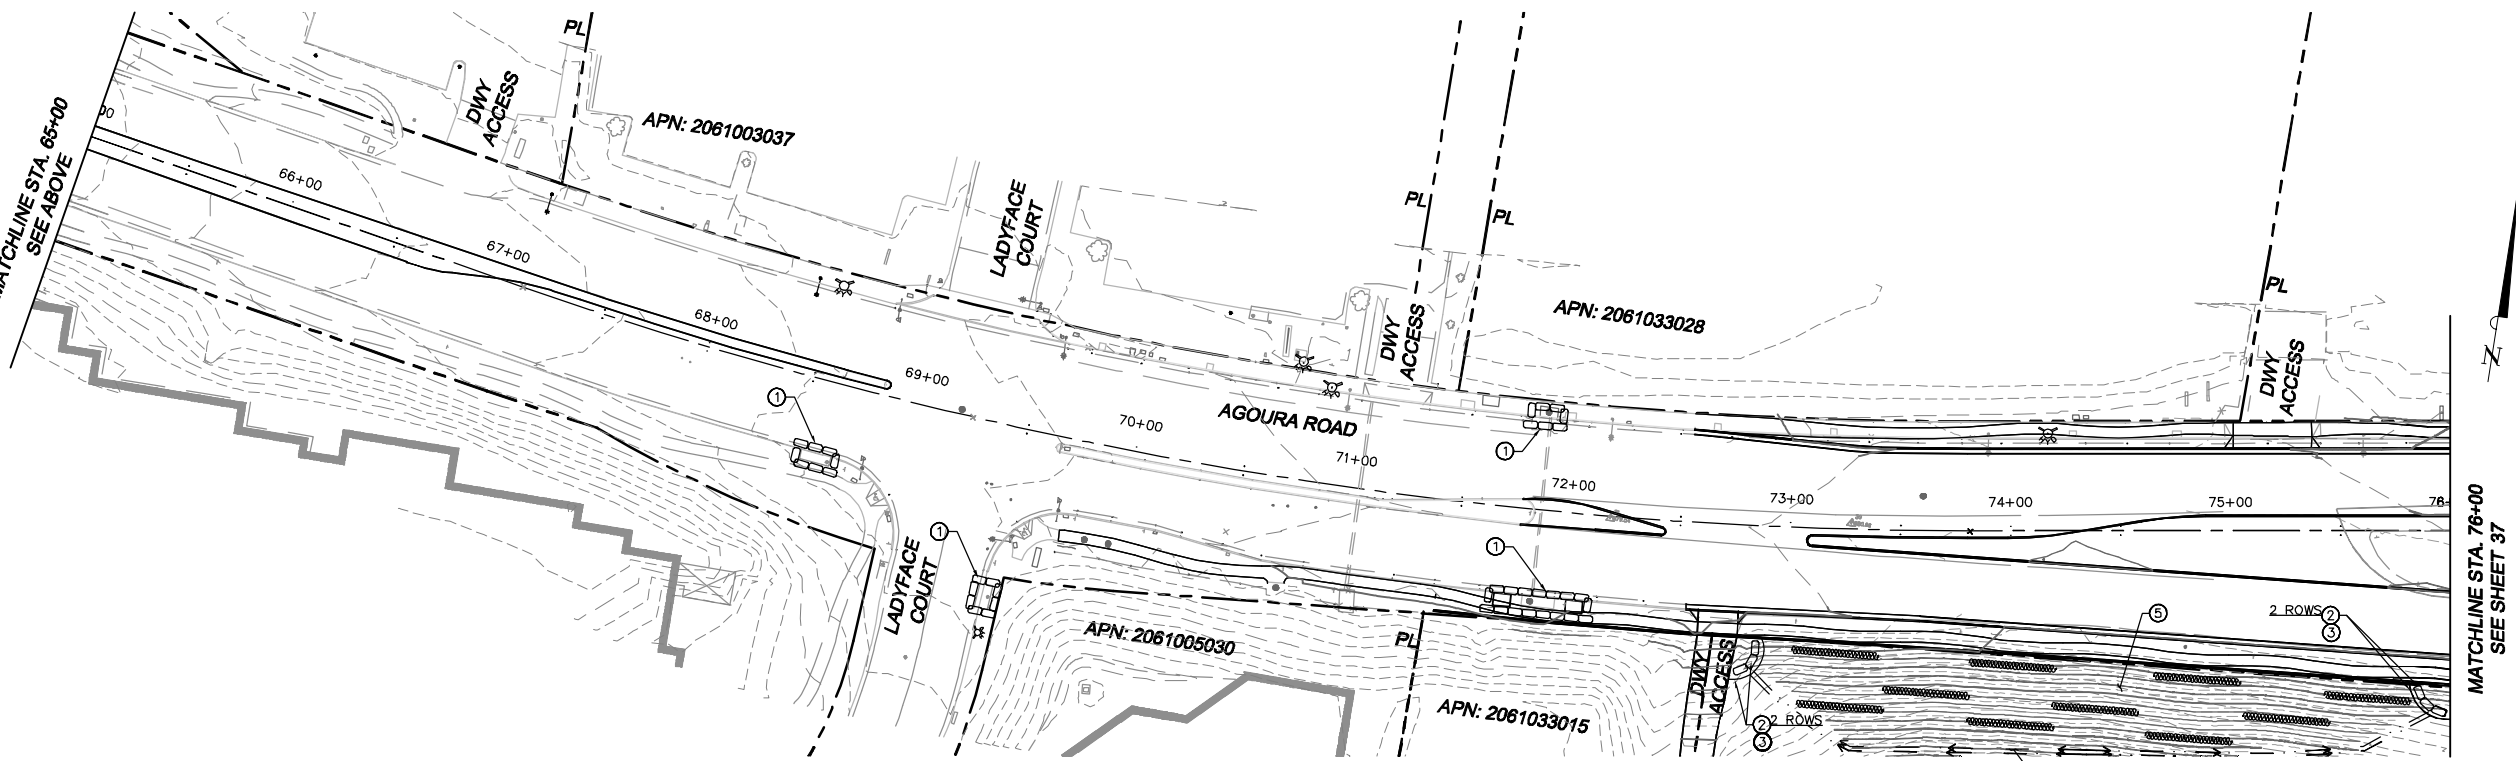 PL
DWY
ACCESS
APN: 2061003037
MATCHLINE STA. 65+00
SEE ABOVE
66+00
67+00
68+00
69+00
70+00
71+00
72+00
73+00
74+00
75+00
LADYFACE
COURT
PL
PL
DWY
ACCESS
APN: 2061033028
PL
DWY
ACCESS
N
AGOURA ROAD
1
1
1
1
LADYFACE
COURT
APN: 2061005030
PL
APN: 2061033015
DWY
ACCESS
2 2 ROWS
3
5
2 ROWS 2
3
MATCHLINE STA. 76+00
SEE SHEET 37